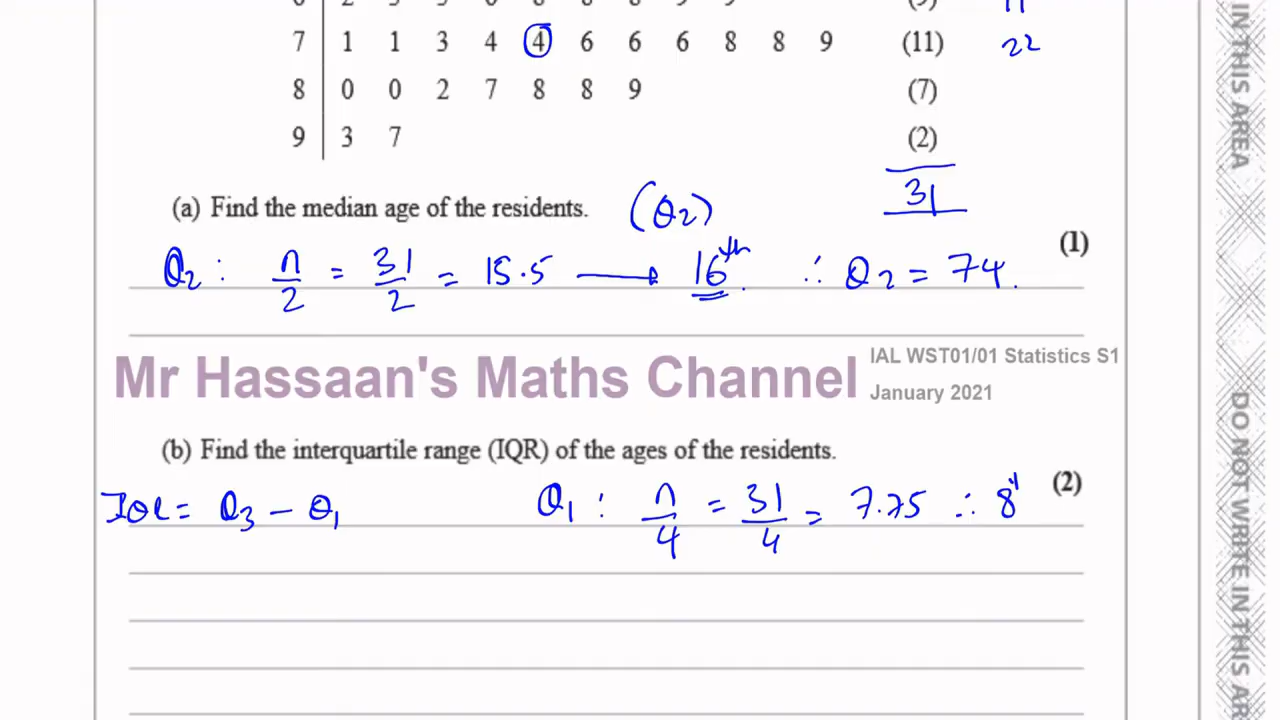 11
7 1 1 3 4 4 6 6 6 8 8 9 (11) 22
8 0 0 2 7 8 8 9 (7)
9 3 7 (2)
31
(a) Find the median age of the residents. (Q2)
(1)
Q2 : n/2 = 31/2 = 15.5 → 16th. ∴ Q2 = 74.
Mr Hassaan's Maths Channel
IAL WST01/01 Statistics S1
January 2021
(b) Find the interquartile range (IQR) of the ages of the residents.
(2)
IQR = Q3 - Q1 Q1 : n/4 = 31/4 = 7.75 ∴ 8
IN THIS AREA
DO NOT WRITE IN THIS AR